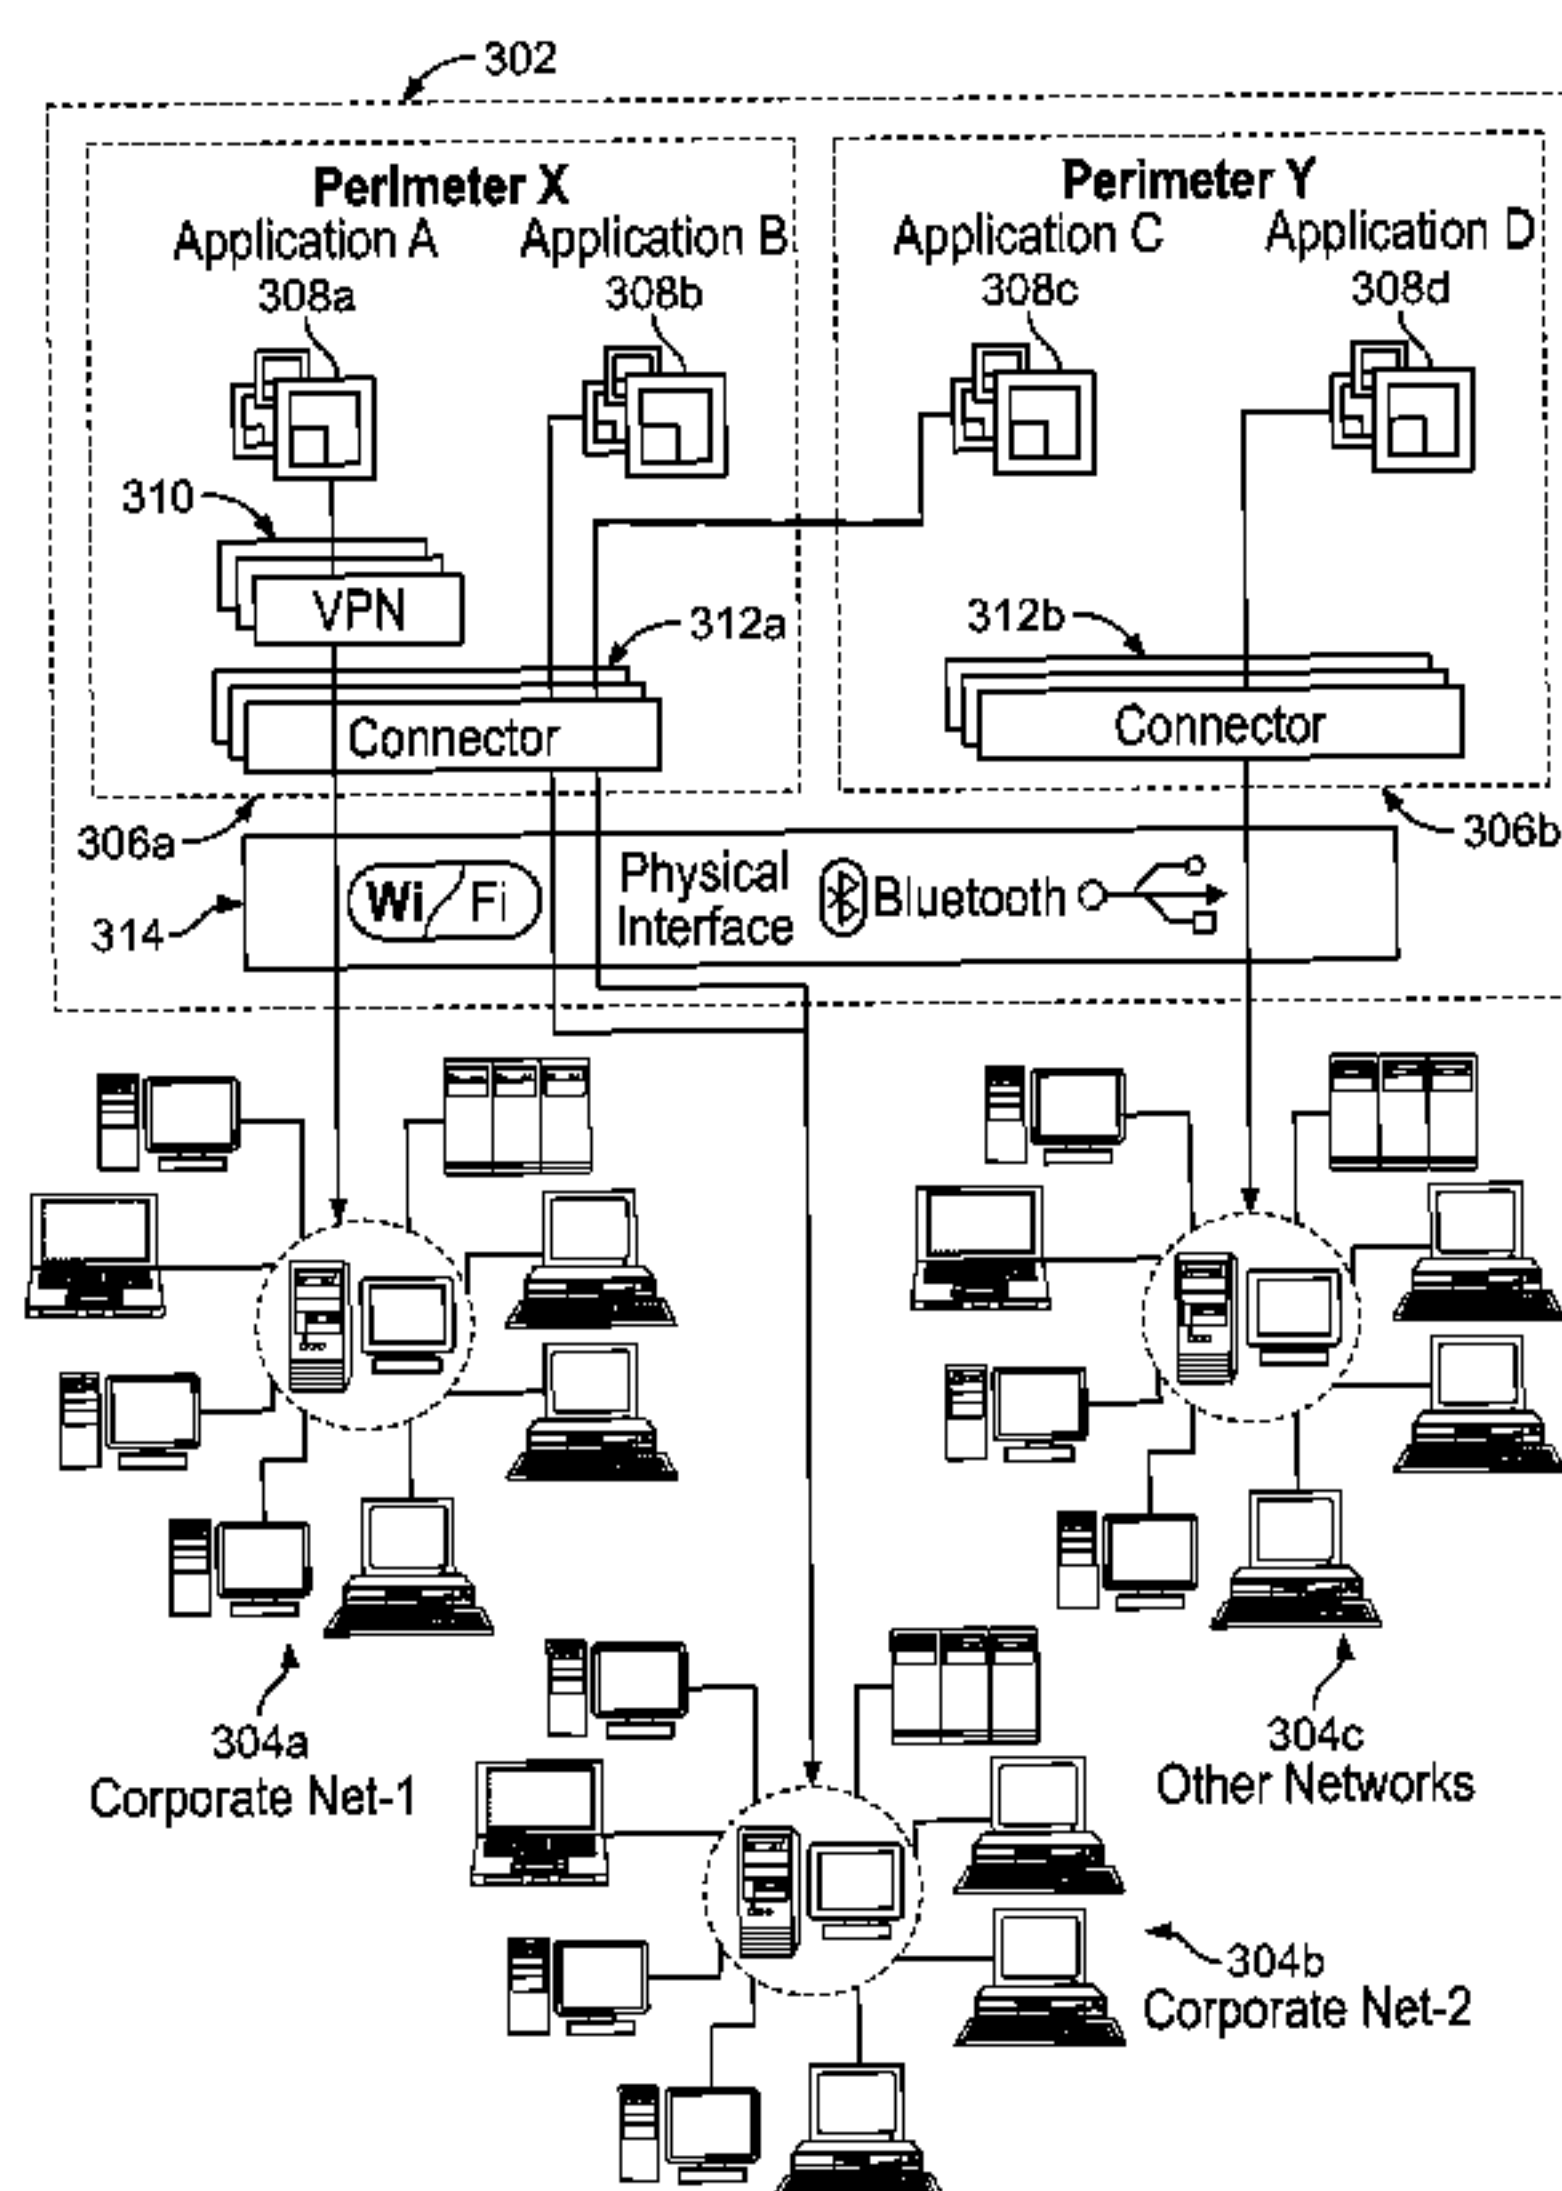 302
Perimeter X
Perimeter Y
Application A
Application B
Application C
Application D
308a
308b
308c
308d
310
VPN
312a
312b
Connector
Connector
306a
306b
314
Wi Fi
Physical
Interface
Bluetooth
304a
Corporate Net-1
304c
Other Networks
304b
Corporate Net-2